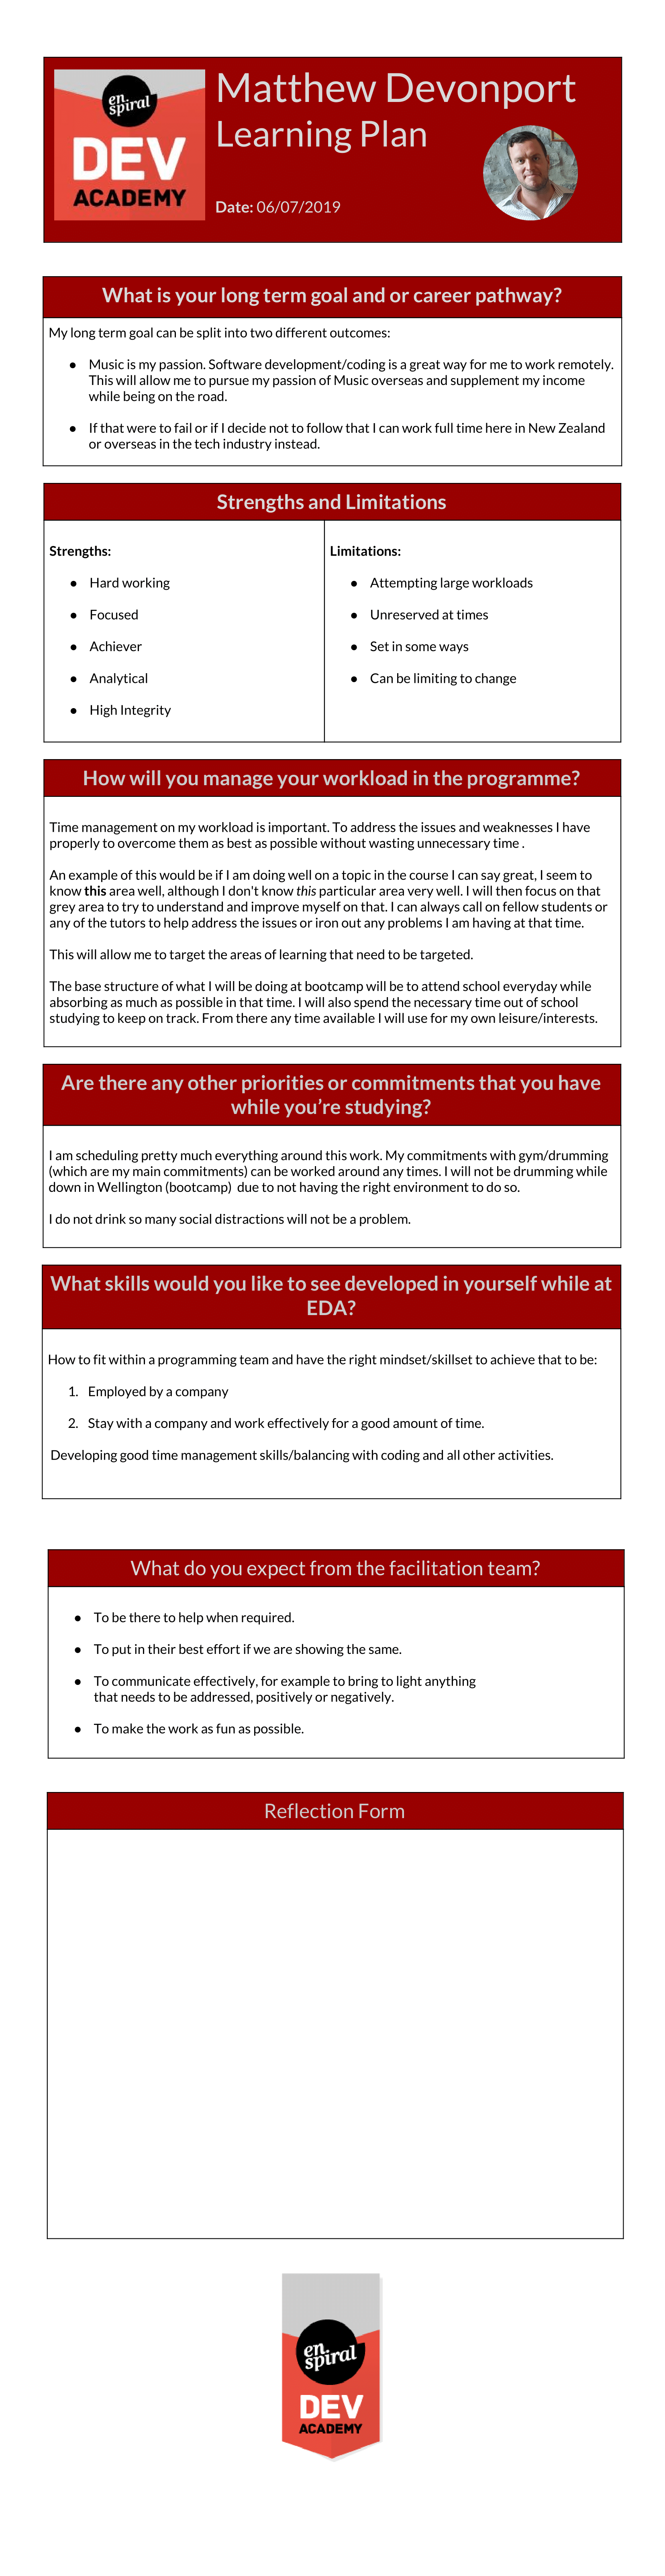 en
spiral
DEV
ACADEMY
Matthew Devonport
Learning Plan
Date: 06/07/2019
What is your long term goal and or career pathway?
My long term goal can be split into two different outcomes:
● Music is my passion. Software development/coding is a great way for me to work remotely.
This will allow me to pursue my passion of Music overseas and supplement my income
while being on the road.
● If that were to fail or if I decide not to follow that I can work full time here in New Zealand
or overseas in the tech industry instead.
Strengths and Limitations
Strengths:
● Hard working
● Focused
● Achiever
● Analytical
● High Integrity
Limitations:
● Attempting large workloads
● Unreserved at times
● Set in some ways
● Can be limiting to change
How will you manage your workload in the programme?
Time management on my workload is important. To address the issues and weaknesses I have
properly to overcome them as best as possible without wasting unnecessary time .
An example of this would be if I am doing well on a topic in the course I can say great, I seem to
know this area well, although I don't know this particular area very well. I will then focus on that
grey area to try to understand and improve myself on that. I can always call on fellow students or
any of the tutors to help address the issues or iron out any problems I am having at that time.
This will allow me to target the areas of learning that need to be targeted.
The base structure of what I will be doing at bootcamp will be to attend school everyday while
absorbing as much as possible in that time. I will also spend the necessary time out of school
studying to keep on track. From there any time available I will use for my own leisure/interests.
Are there any other priorities or commitments that you have
while you're studying?
I am scheduling pretty much everything around this work. My commitments with gym/drumming
(which are my main commitments) can be worked around any times. I will not be drumming while
down in Wellington (bootcamp) due to not having the right environment to do so.
I do not drink so many social distractions will not be a problem.
What skills would you like to see developed in yourself while at
EDA?
How to fit within a programming team and have the right mindset/skillset to achieve that to be:
1. Employed by a company
2. Stay with a company and work effectively for a good amount of time.
Developing good time management skills/balancing with coding and all other activities.
What do you expect from the facilitation team?
● To be there to help when required.
● To put in their best effort if we are showing the same.
● To communicate effectively, for example to bring to light anything
that needs to be addressed, positively or negatively.
● To make the work as fun as possible.
Reflection Form
en
spiral
DEV
ACADEMY